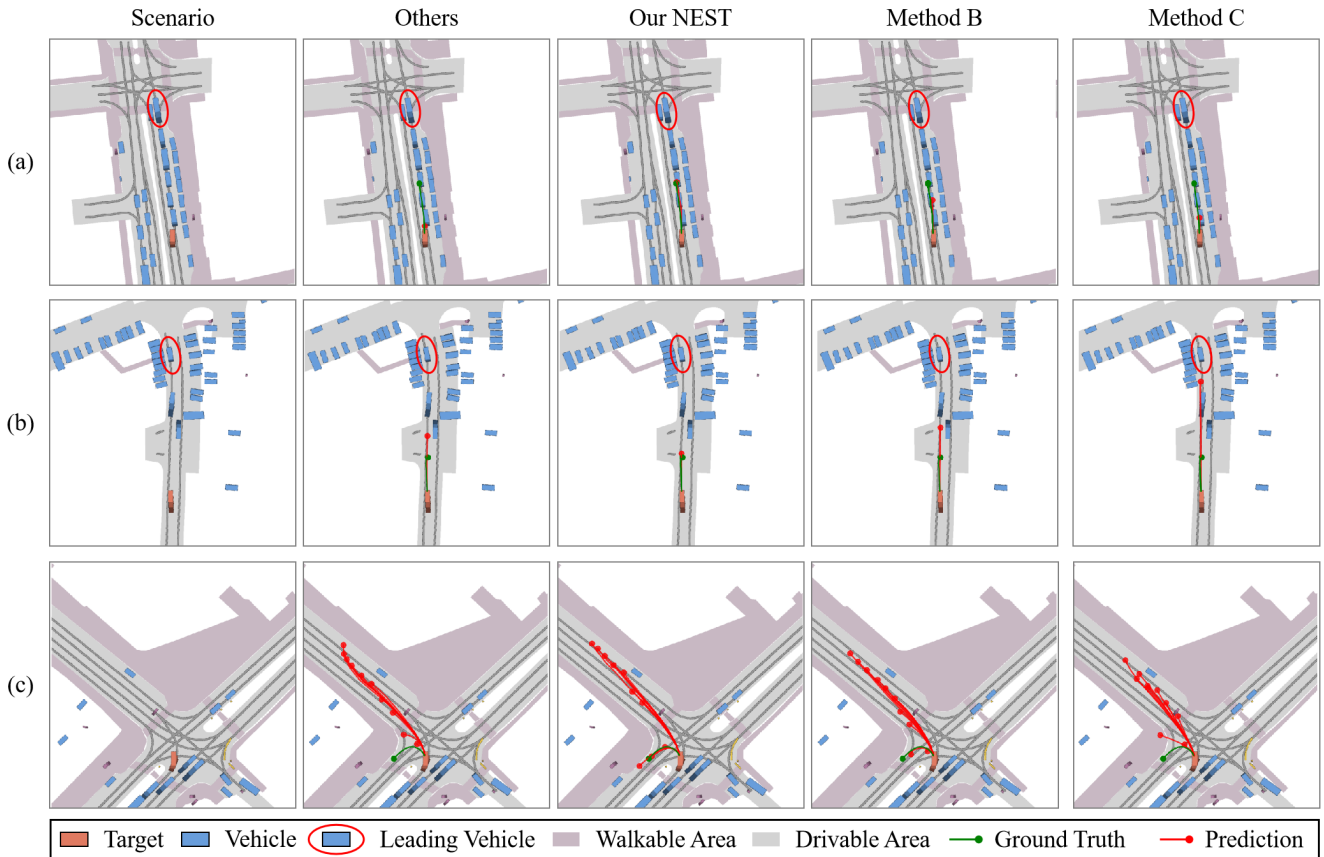 Scenario Others Our NEST Method B Method C
(a)
(b)
(c)
Target Vehicle Leading Vehicle Walkable Area Drivable Area Ground Truth Prediction